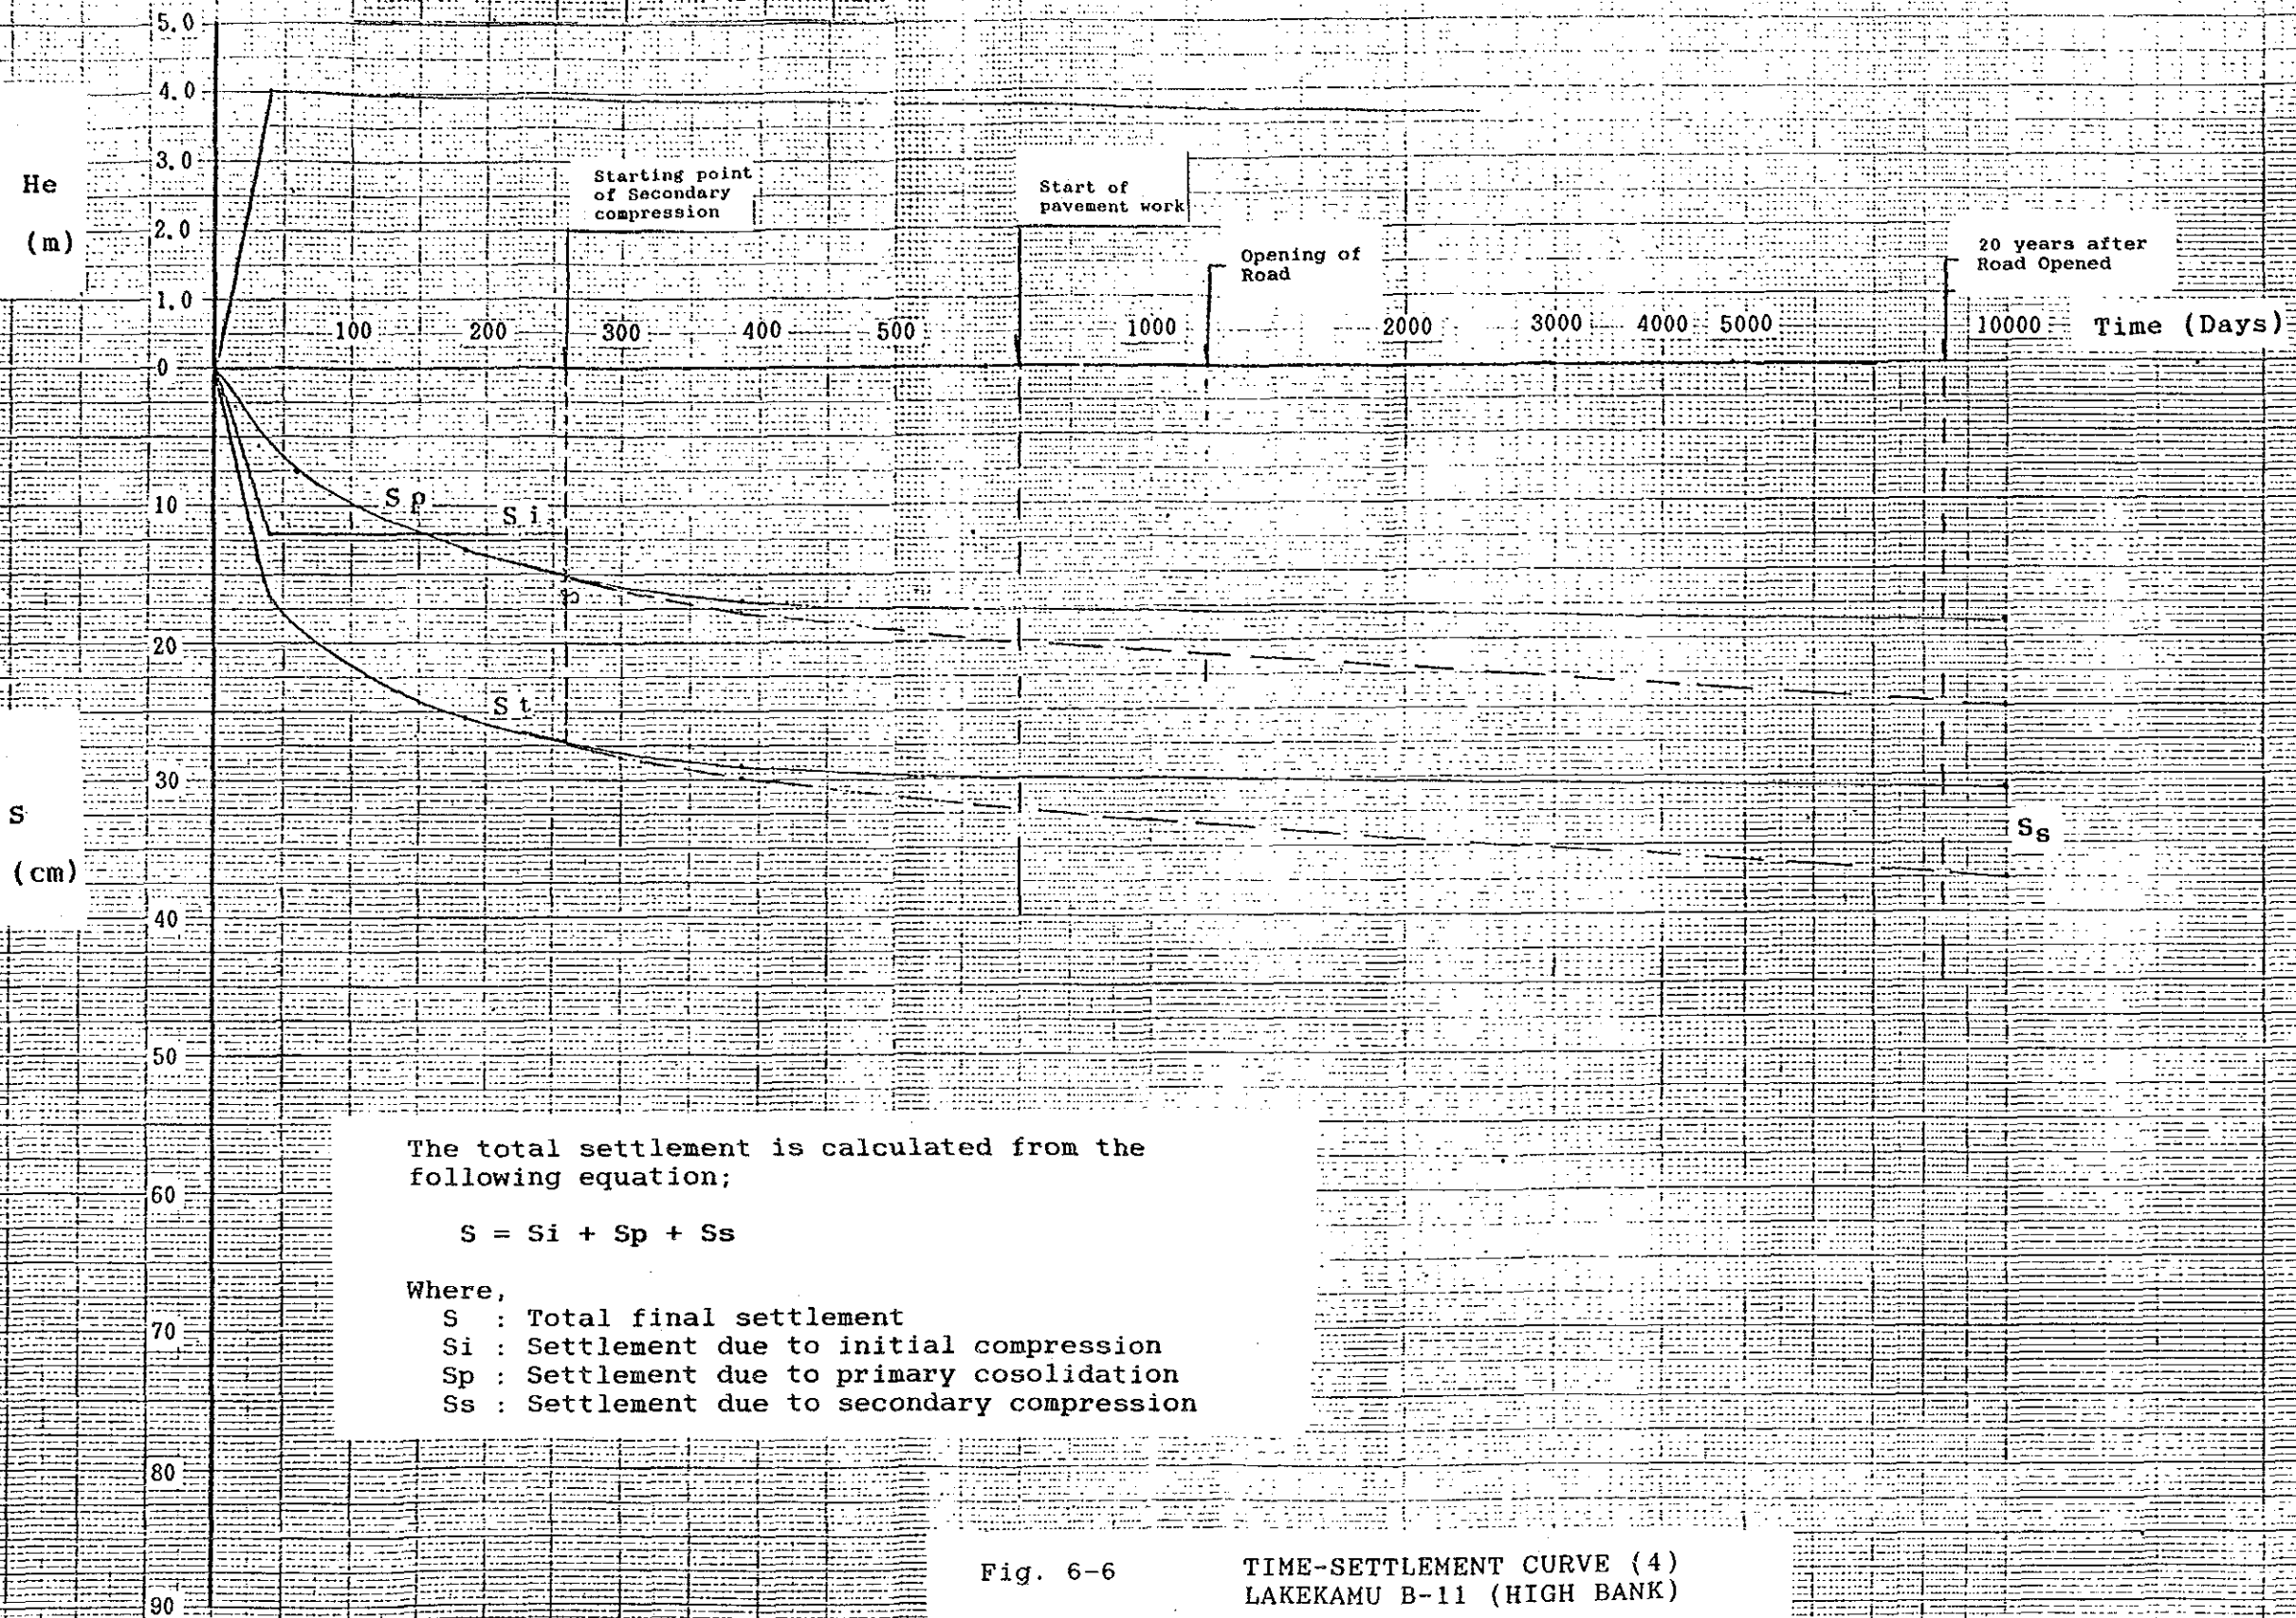 5.0
4.0
3.0
2.0
1.0
0
He
(m)
Starting point
of Secondary
compression
Start of
pavement work
Opening of
Road
20 years after
Road Opened
100 200 300 400 500 1000 2000 3000 4000 5000 10000 Time (Days)
Sp
Si
St
Ss
10
20
30
40
50
60
70
80
90
S
(cm)
The total settlement is calculated from the
following equation;
S = Si + Sp + Ss
Where,
S : Total final settlement
Si : Settlement due to initial compression
Sp : Settlement due to primary cosolidation
Ss : Settlement due to secondary compression
Fig. 6-6 TIME-SETTLEMENT CURVE (4)
LAKEKAMU B-11 (HIGH BANK)